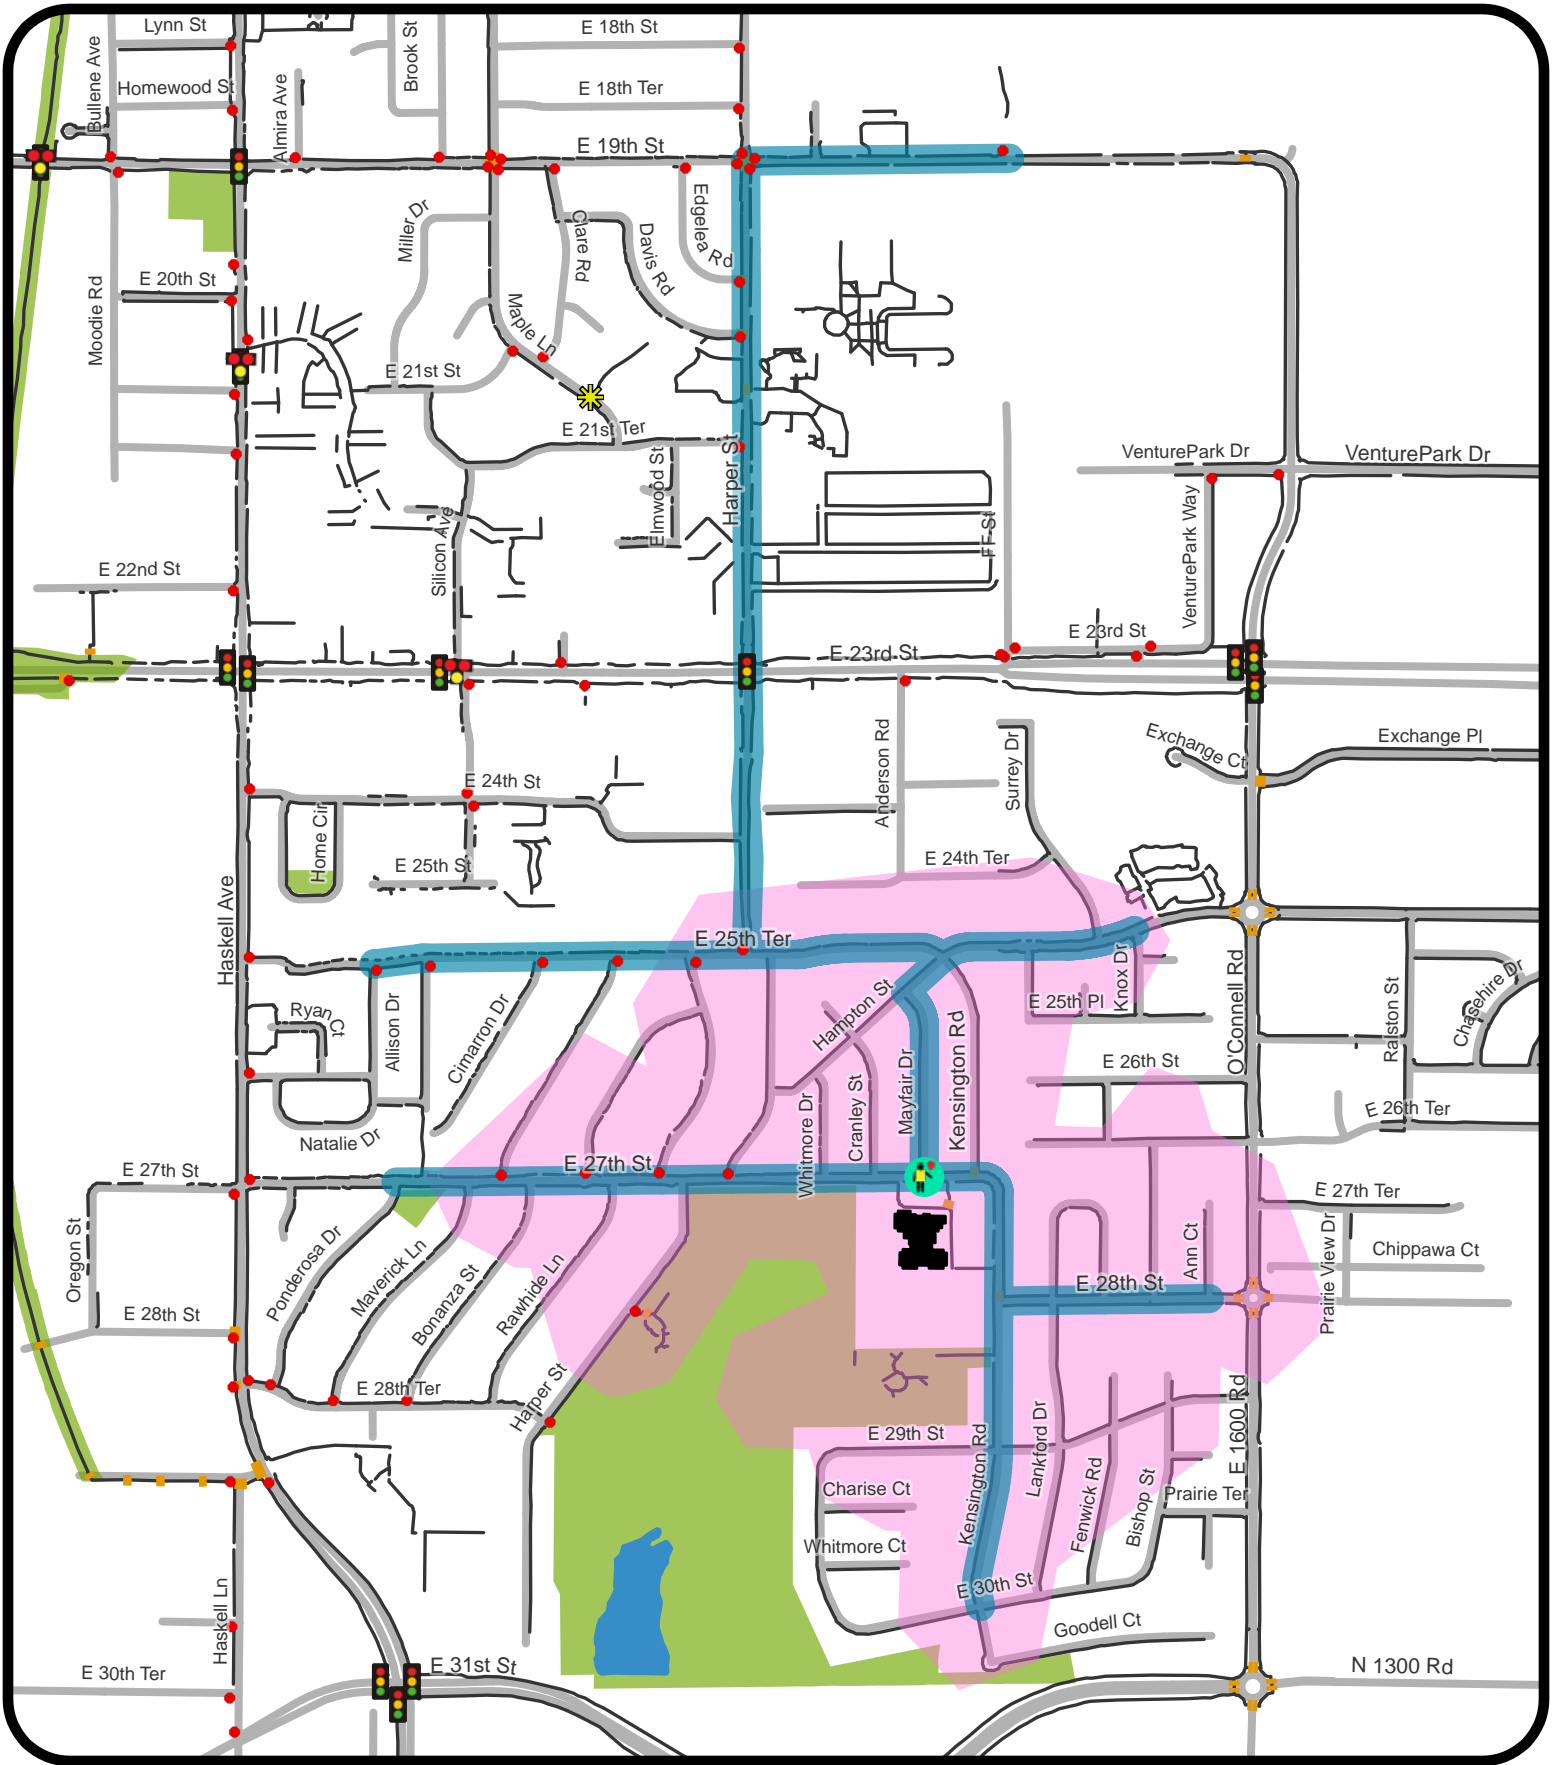 Lynn St
E 18th St
Bullene Ave
Brook St
Homewood St
E 18th Ter
Almira Ave
E 19th St
Miller Dr
Clare Rd
Davis Rd
Edgelea Rd
E 20th St
Moodie Rd
Maple Ln
E 21st St
E 21st Ter
Harper St
Elmwood St
VenturePark Dr
VenturePark Dr
VenturePark Way
FF St
Silicon Ave
E 22nd St
E 23rd St
E 23rd St
Exchange Ct
Exchange Pl
Anderson Rd
Surrey Dr
E 24th St
Home Cir
E 25th St
E 24th Ter
Haskell Ave
E 25th Ter
Knox Dr
O'Connell Rd
Ralston St
Chasehire Dr
Ryan Ct
Allison Dr
Cimarron Dr
Hampton St
E 25th Pl
Kensington Rd
Mayfair Dr
Cranley St
Whitmore Dr
E 26th St
E 26th Ter
Natalie Dr
E 27th St
E 27th St
E 27th Ter
Oregon St
Ponderosa Dr
Maverick Ln
Bonanza St
Rawhide Ln
Ann Ct
Prairie View Dr
Chippawa Ct
E 28th St
E 28th St
E 28th Ter
Harper St
E 29th St
Kensington Rd
Lankford Dr
Fenwick Rd
Bishop St
E 1600 Rd
Charise Ct
Prairie Ter
Whitmore Ct
E 30th St
Goodell Ct
Haskell Ln
E 30th Ter
E 31st St
N 1300 Rd